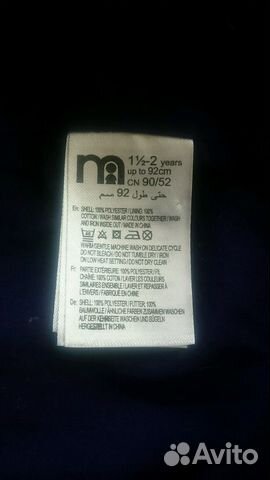 m
1½-2 years
up to 92cm
CN 90/52
حتى طول 92 سم
En: SHELL: 100% POLYESTER / LINING: 100%
COTTON / WASH SIMILAR COLOURS TOGETHER / WASH
AND IRON INSIDE OUT / MADE IN CHINA
WARM GENTLE MACHINE WASH ON DELICATE CYCLE
DO NOT BLEACH / DO NOT TUMBLE DRY / IRON ON
LOW HEAT SETTING / DO NOT DRY CLEAN
Fr: PARTIE EXTÉRIEURE: 100% POLYESTER / FIL
CHAÎNE: 100% COTON / LAVER LES COULEURS
SIMILAIRES ENSEMBLE / LAVER ET REPASSER À
L'ENVERS / FABRIQUÉ EN CHINE
De: SHELL: 100% POLYESTER / FUTTER: 100%
BAUMWOLLE / ÄHNLICHE FARBEN ZUSAMMEN WASCHEN
AUF DER KEHRSEITE WASCHEN UND BÜGELN
HERGESTELLT IN CHINA
Avito